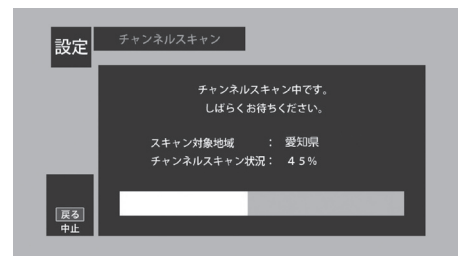 設定
チャンネルスキャン
チャンネルスキャン中です。
しばらくお待ちください。
スキャン対象地域 : 愛知県
チャンネルスキャン状況: 45%
戻る
中止